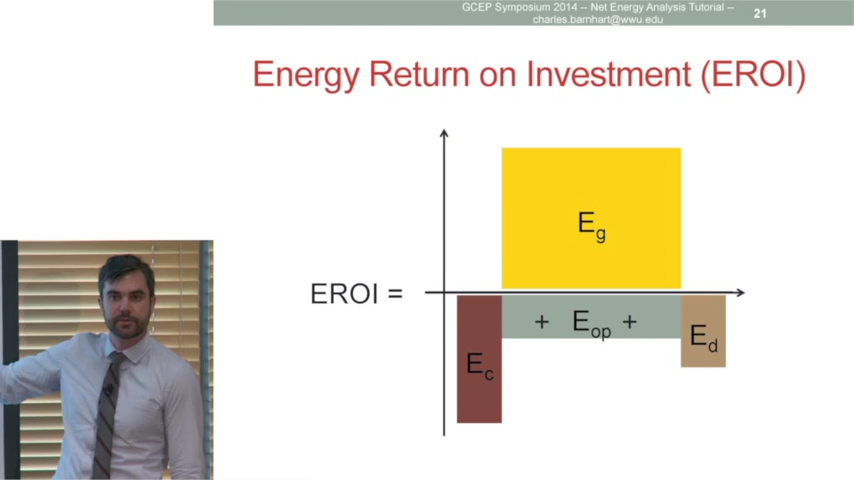 GCEP Symposium 2014 -- Net Energy Analysis Tutorial --
charles.barnhart@wwu.edu
21
Energy Return on Investment (EROI)
Eg
EROI =
+ Eop +
Ed
Ec